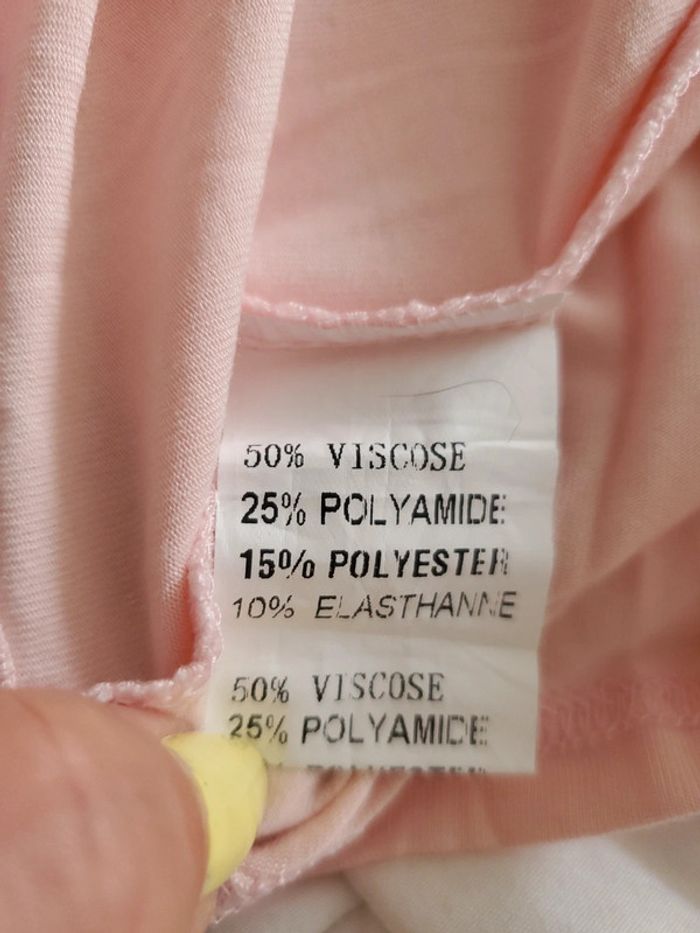 50% VISCOSE
25% POLYAMIDE
15% POLYESTER
10% ELASTHANNE
50% VISCOSE
25% POLYAMIDE